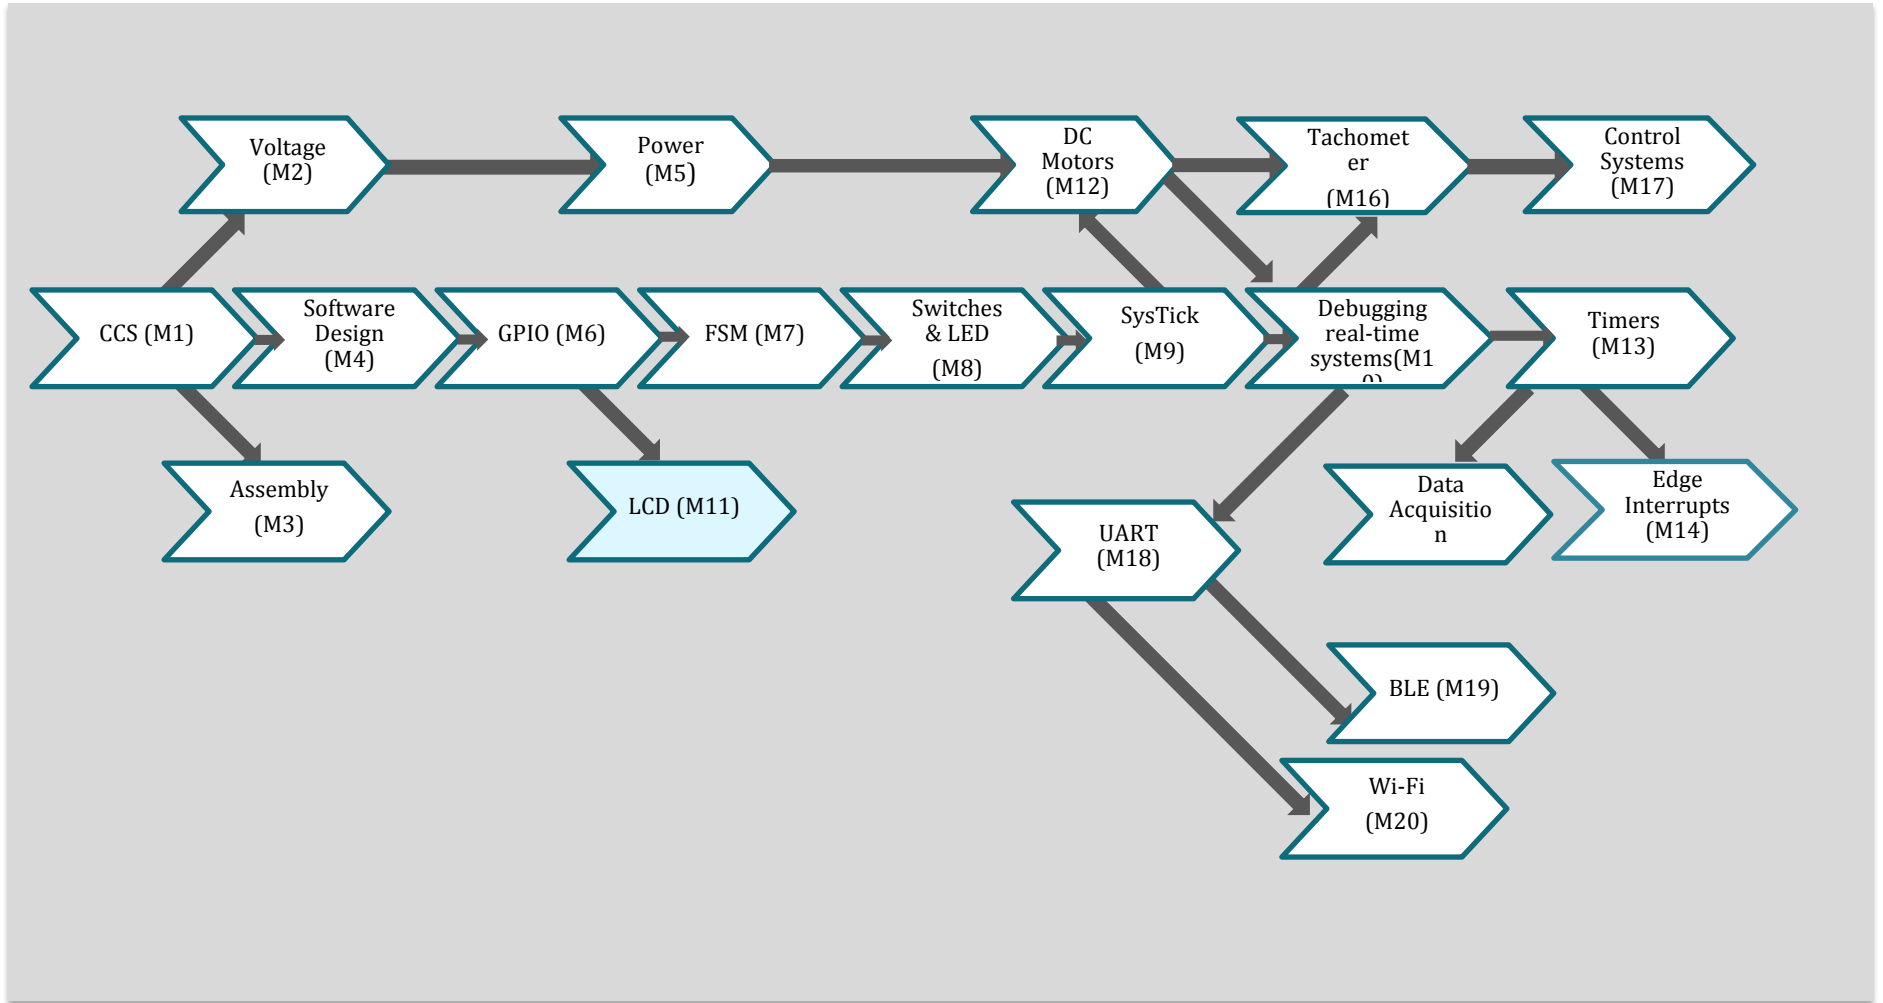 Voltage
(M2)
Power
(M5)
DC
Motors
(M12)
Tachomet
er
(M16)
Control
Systems
(M17)
CCS (M1)
Software
Design
(M4)
GPIO (M6)
FSM (M7)
Switches
& LED
(M8)
SysTick
(M9)
Debugging
real-time
systems(M1
0)
Timers
(M13)
Assembly
(M3)
LCD (M11)
UART
(M18)
Data
Acquisitio
n
Edge
Interrupts
(M14)
BLE (M19)
Wi-Fi
(M20)